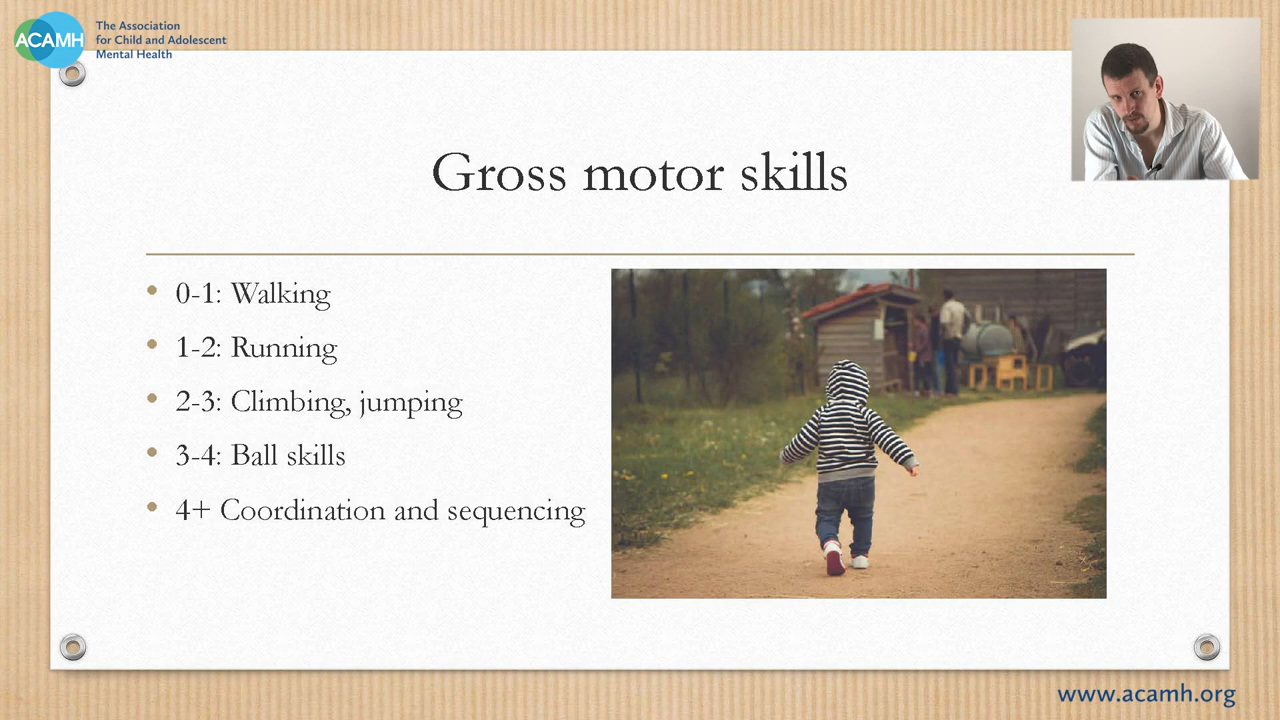 ACAMH
The Association
for Child and Adolescent
Mental Health
Gross motor skills
0-1: Walking
1-2: Running
2-3: Climbing, jumping
3-4: Ball skills
4+ Coordination and sequencing
www.acamh.org